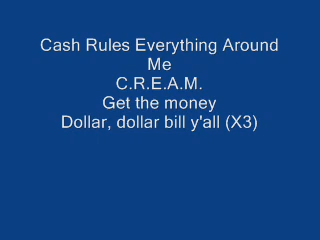 Cash Rules Everything Around
Me
C.R.E.A.M.
Get the money
Dollar, dollar bill y'all (X3)